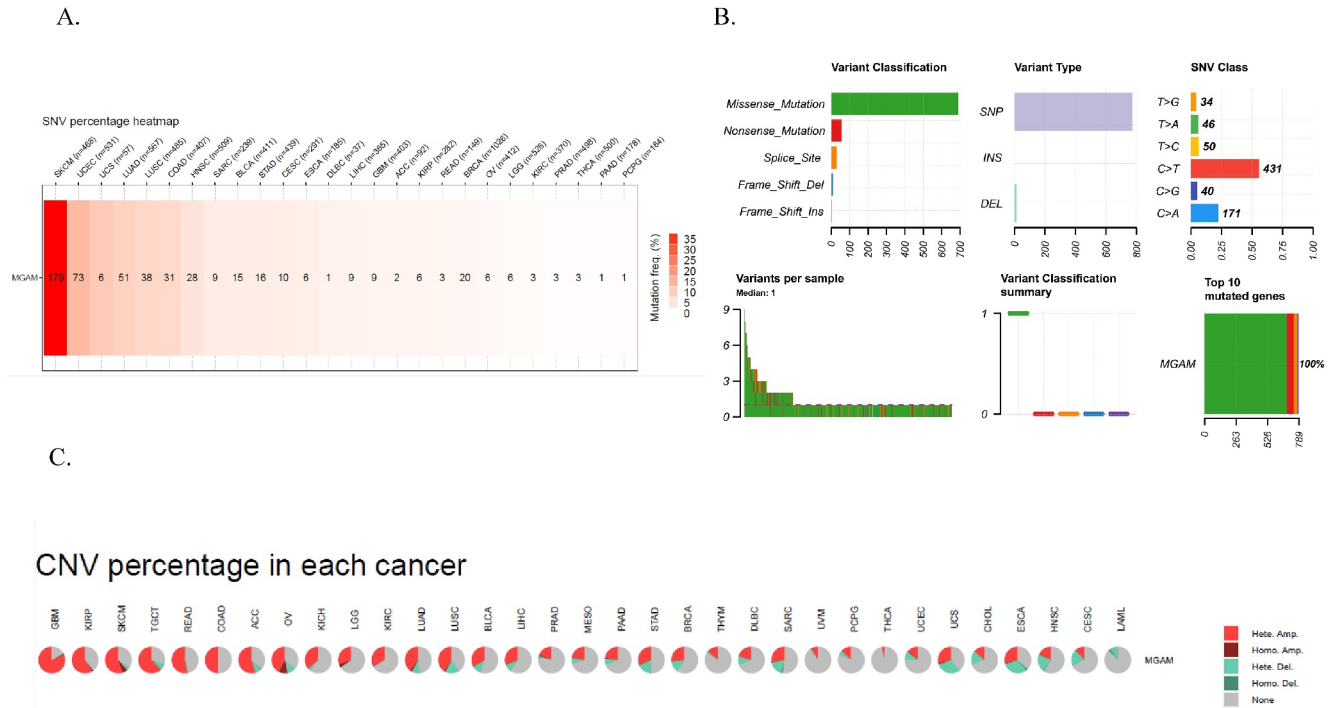 A.
SNV percentage heatmap
SKCM (n=468)
UCEC (n=531)
UCS (n=57)
LUAD (n=567)
LUSC (n=485)
COAD (n=407)
HNSC (n=509)
SARC (n=239)
BLCA (n=411)
STAD (n=439)
CESC (n=291)
ESCA (n=185)
DLBC (n=37)
LIHC (n=365)
GBM (n=403)
ACC (n=92)
KIRP (n=282)
READ (n=149)
BRCA (n=1026)
OV (n=412)
LGG (n=526)
KIRC (n=370)
PRAD (n=498)
THCA (n=500)
PAAD (n=178)
PCPG (n=184)
MGAM 179 73 6 51 38 31 28 9 15 16 10 6 1 9 9 2 6 3 20 6 6 3 3 3 1 1
Mutation freq. (%)
35
30
25
20
15
10
5
0
B.
Variant Classification
Missense_Mutation
Nonsense_Mutation
Splice_Site
Frame_Shift_Del
Frame_Shift_Ins
0 100 200 300 400 500 600 700
Variant Type
SNP
INS
DEL
0 200 400 600 800
SNV Class
T>G 34
T>A 46
T>C 50
C>T 431
C>G 40
C>A 171
0.00 0.25 0.50 0.75 1.00
Variants per sample
Median: 1
9
6
3
0
Variant Classification
summary
1
0
Top 10
mutated genes
MGAM 100%
0 263 526 789
C.
CNV percentage in each cancer
GBM KIRP SKCM TGCT READ COAD ACC OV KICH LGG KIRC LUAD LUSC BLCA LIHC PRAD MESO PAAD STAD BRCA THYM DLBC SARC UVM PCPG THCA UCEC UCS CHOL ESCA HNSC CESC LAML
MGAM
Hete. Amp.
Homo. Amp.
Hete. Del.
Homo. Del.
None